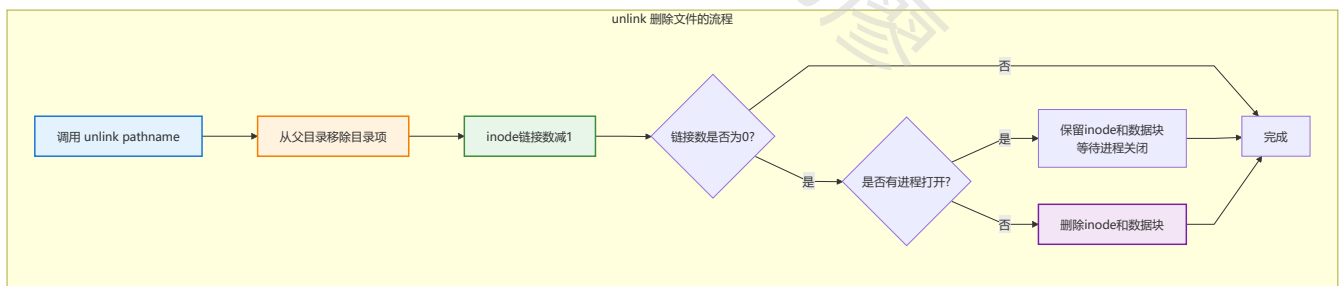 unlink 删除文件的流程
调用 unlink pathname
从父目录移除目录项
inode链接数减1
链接数是否为0?
否
是
是否有进程打开?
是
保留inode和数据块
等待进程关闭
否
删除inode和数据块
完成